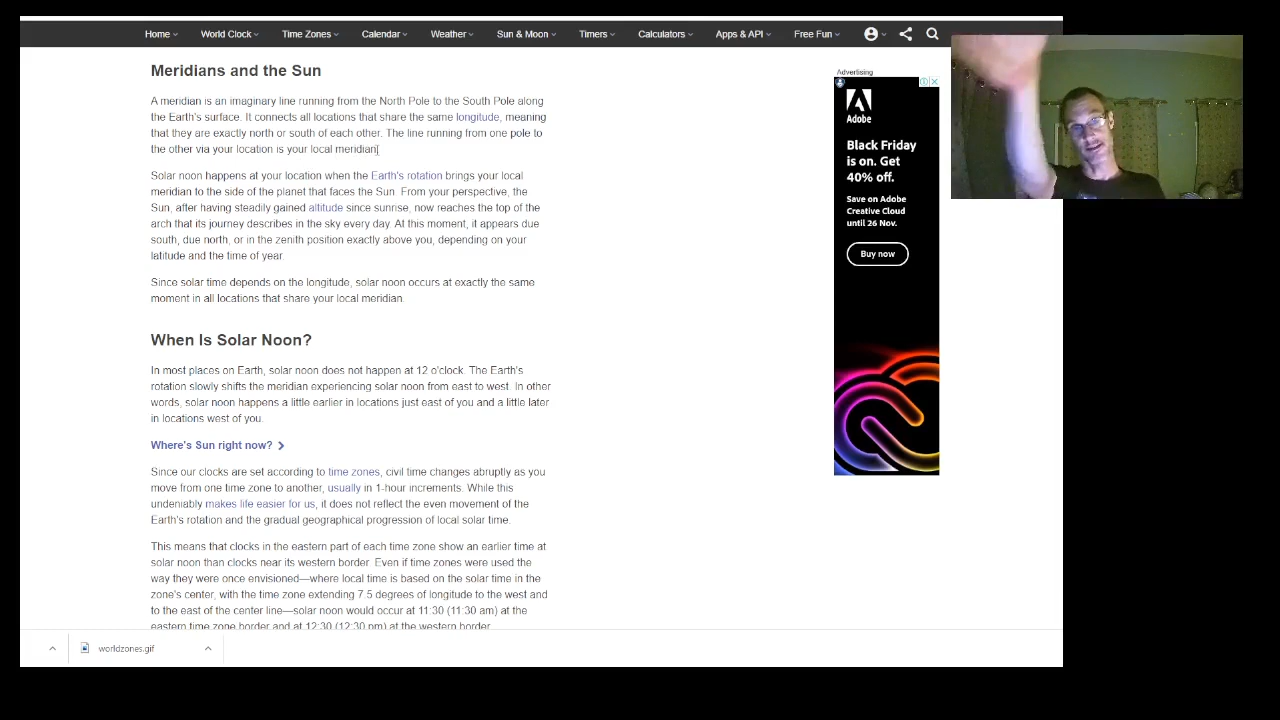 Home
World Clock
Time Zones
Calendar
Weather
Sun & Moon
Timers
Calculators
Apps & API
Free Fun
Meridians and the Sun
A meridian is an imaginary line running from the North Pole to the South Pole along
the Earth's surface. It connects all locations that share the same longitude, meaning
that they are exactly north or south of each other. The line running from one pole to
the other via your location is your local meridian.
Solar noon happens at your location when the Earth's rotation brings your local
meridian to the side of the planet that faces the Sun. From your perspective, the
Sun, after having steadily gained altitude since sunrise, now reaches the top of the
arch that its journey describes in the sky every day. At this moment, it appears due
south, due north, or in the zenith position exactly above you, depending on your
latitude and the time of year.
Since solar time depends on the longitude, solar noon occurs at exactly the same
moment in all locations that share your local meridian.
When Is Solar Noon?
In most places on Earth, solar noon does not happen at 12 o'clock. The Earth's
rotation slowly shifts the meridian experiencing solar noon from east to west. In other
words, solar noon happens a little earlier in locations just east of you and a little later
in locations west of you.
Where's Sun right now?
Since our clocks are set according to time zones, civil time changes abruptly as you
move from one time zone to another, usually in 1-hour increments. While this
undeniably makes life easier for us, it does not reflect the even movement of the
Earth's rotation and the gradual geographical progression of local solar time.
This means that clocks in the eastern part of each time zone show an earlier time at
solar noon than clocks near its western border. Even if time zones were used the
way they were once envisioned—where local time is based on the solar time in the
zone's center, with the time zone extending 7.5 degrees of longitude to the west and
to the east of the center line—solar noon would occur at 11:30 (11:30 am) at the
eastern time zone border and at 12:30 (12:30 pm) at the western border.
Advertising
Adobe
Black Friday
is on. Get
40% off.
Save on Adobe
Creative Cloud
until 26 Nov.
Buy now
worldzones.gif